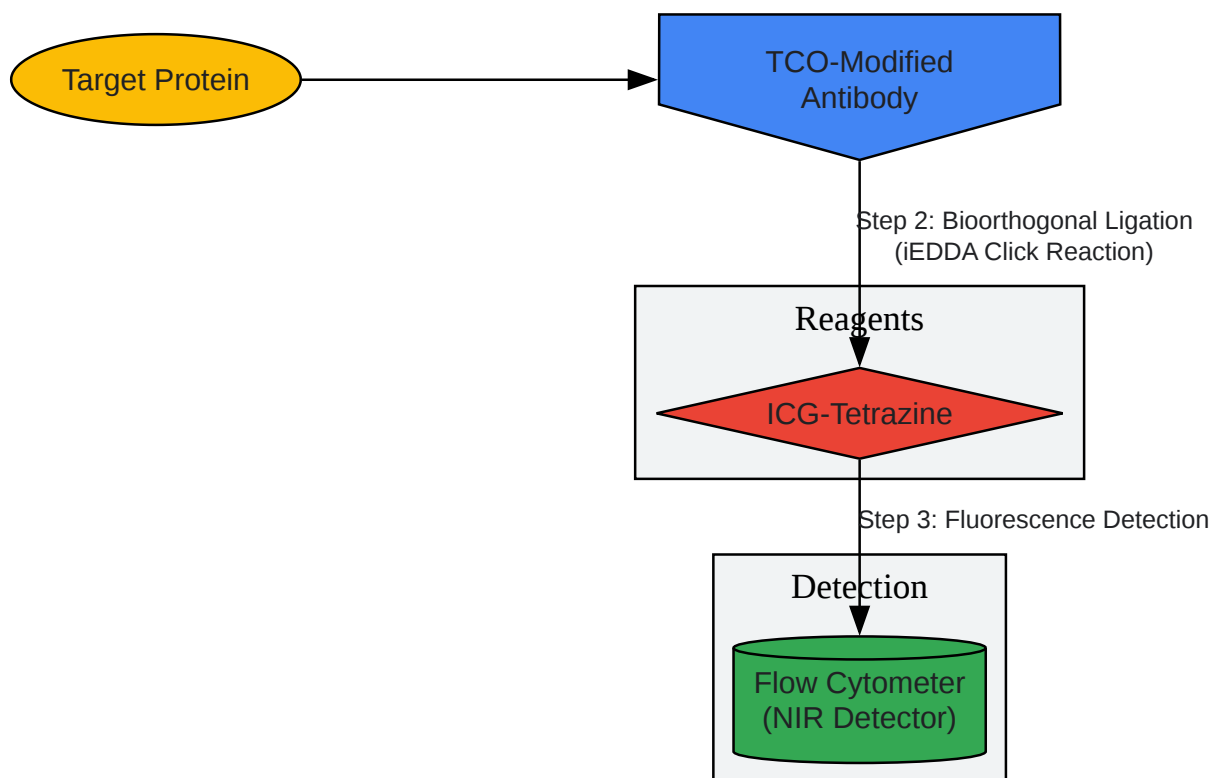 Target Protein
TCO-Modified
Antibody
Step 2: Bioorthogonal Ligation
(iEDDA Click Reaction)
Reagents
ICG-Tetrazine
Step 3: Fluorescence Detection
Detection
Flow Cytometer
(NIR Detector)